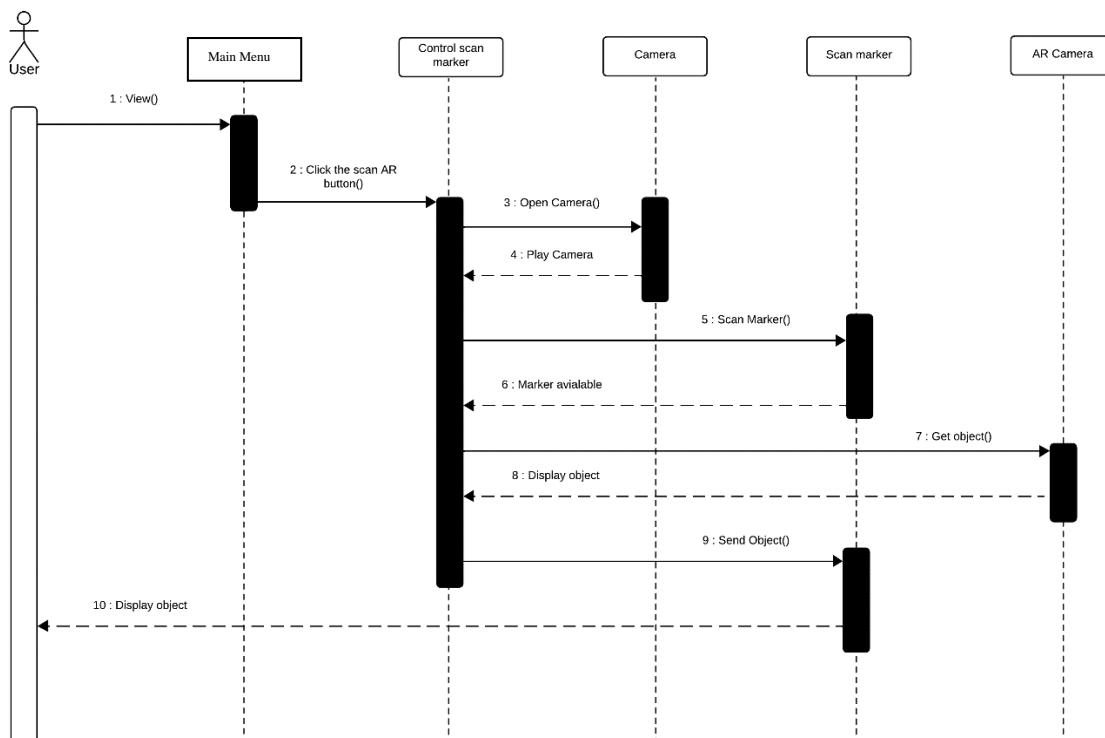 User
Main Menu
Control scan
marker
Camera
Scan marker
AR Camera
1 : View()
2 : Click the scan AR
button()
3 : Open Camera()
4 : Play Camera
5 : Scan Marker()
6 : Marker avialable
7 : Get object()
8 : Display object
9 : Send Object()
10 : Display object